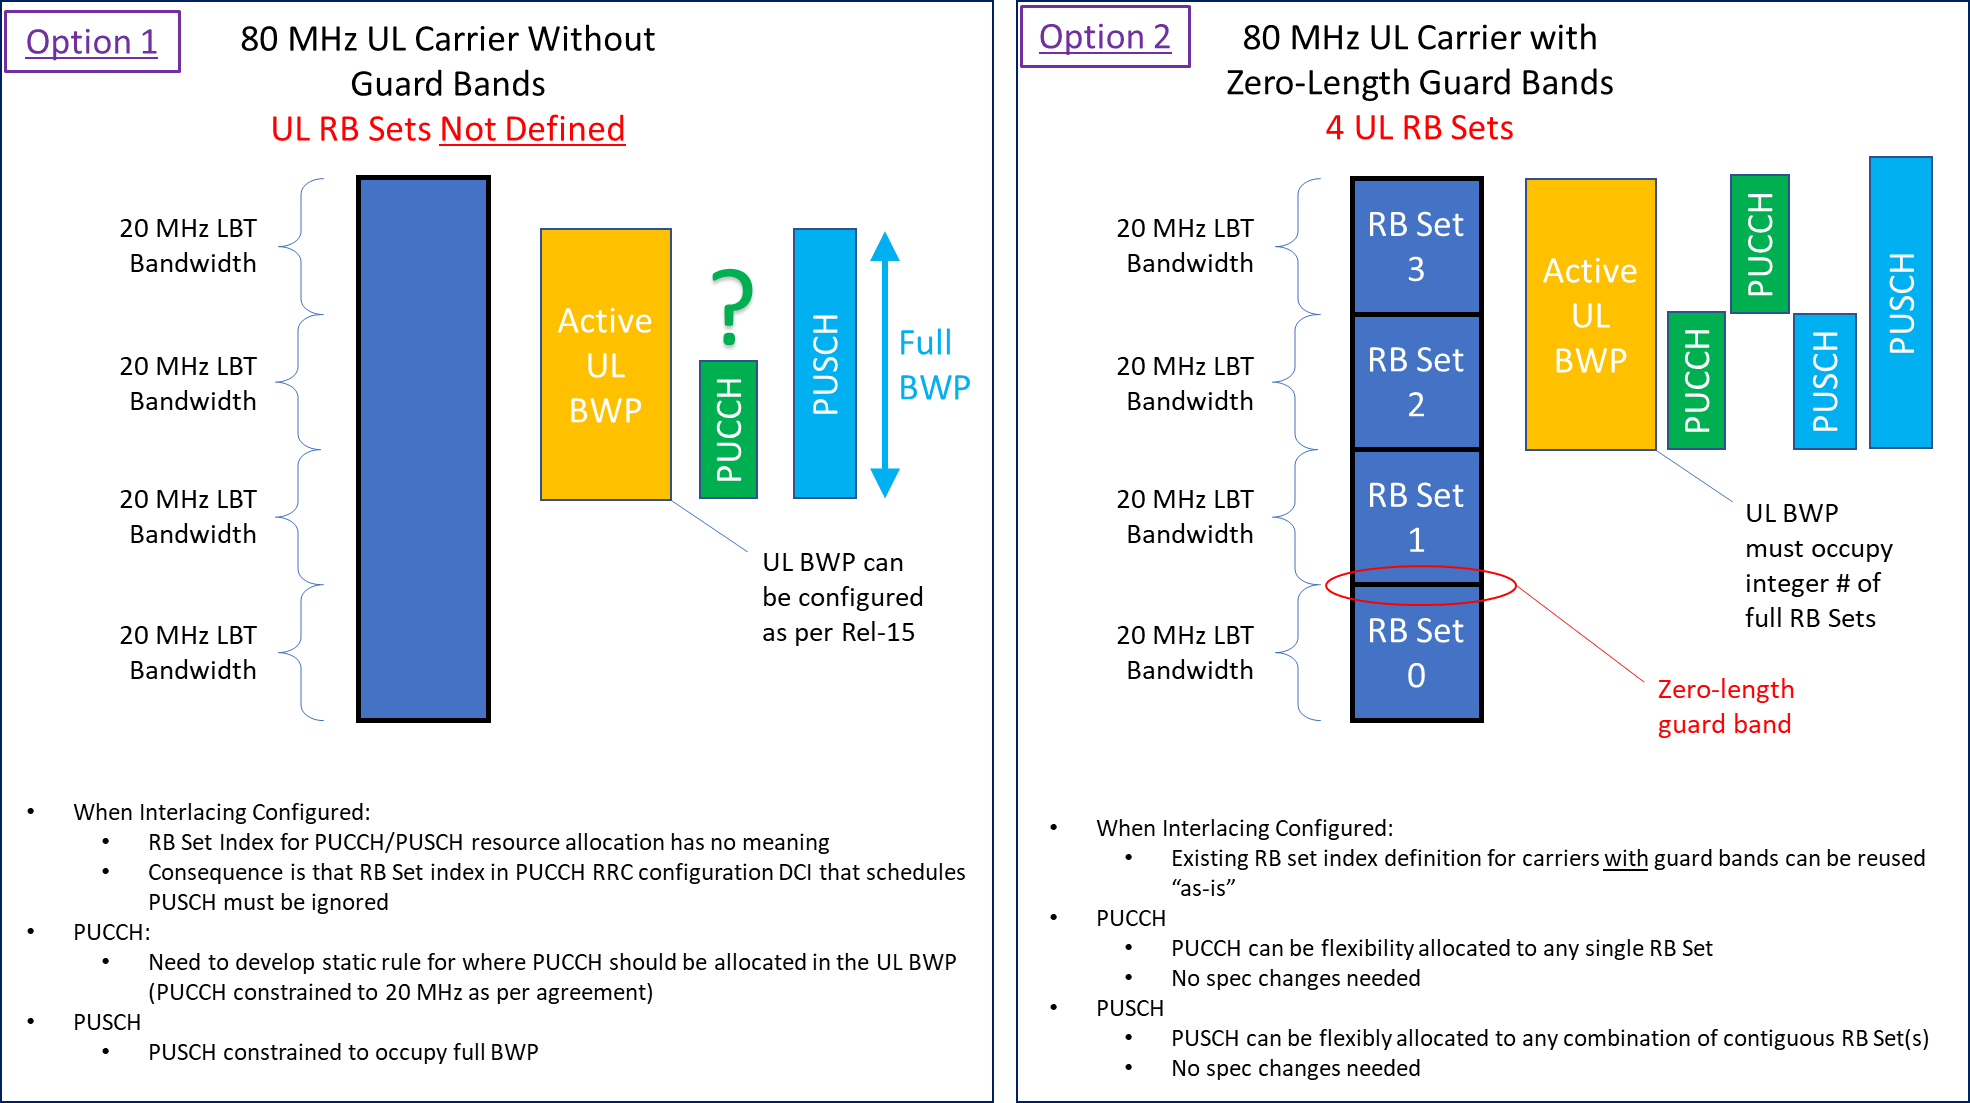 Option 1
80 MHz UL Carrier Without
Guard Bands
UL RB Sets Not Defined
20 MHz LBT
Bandwidth
20 MHz LBT
Bandwidth
20 MHz LBT
Bandwidth
20 MHz LBT
Bandwidth
Active
UL
BWP
?
PUCCH
PUSCH
Full
BWP
UL BWP can
be configured
as per Rel-15
• When Interlacing Configured:
• RB Set Index for PUCCH/PUSCH resource allocation has no meaning
• Consequence is that RB Set index in PUCCH RRC configuration DCI that schedules
PUSCH must be ignored
• PUCCH:
• Need to develop static rule for where PUCCH should be allocated in the UL BWP
(PUCCH constrained to 20 MHz as per agreement)
• PUSCH
• PUSCH constrained to occupy full BWP
Option 2
80 MHz UL Carrier with
Zero-Length Guard Bands
4 UL RB Sets
20 MHz LBT
Bandwidth
20 MHz LBT
Bandwidth
20 MHz LBT
Bandwidth
20 MHz LBT
Bandwidth
RB Set
3
RB Set
2
RB Set
1
RB Set
0
Active
UL
BWP
PUCCH
PUCCH
PUSCH
PUSCH
UL BWP
must occupy
integer # of
full RB Sets
Zero-length
guard band
• When Interlacing Configured:
• Existing RB set index definition for carriers with guard bands can be reused
“as-is”
• PUCCH
• PUCCH can be flexibility allocated to any single RB Set
• No spec changes needed
• PUSCH
• PUSCH can be flexibly allocated to any combination of contiguous RB Set(s)
• No spec changes needed